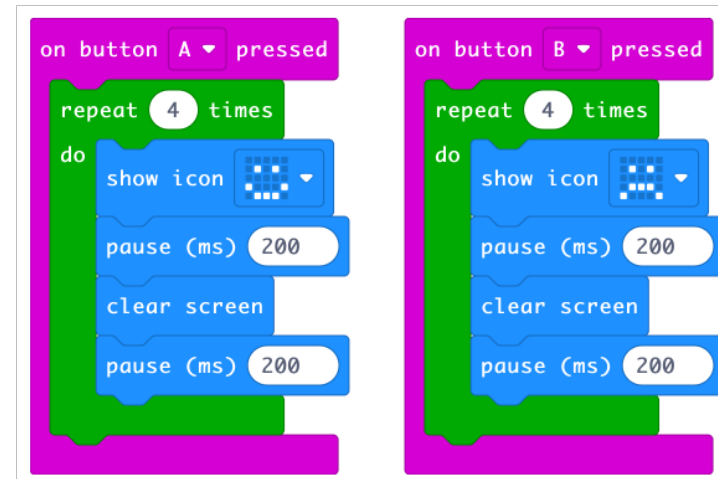 on button A pressed
repeat 4 times
do
show icon
pause (ms) 200
clear screen
pause (ms) 200
on button B pressed
repeat 4 times
do
show icon
pause (ms) 200
clear screen
pause (ms) 200